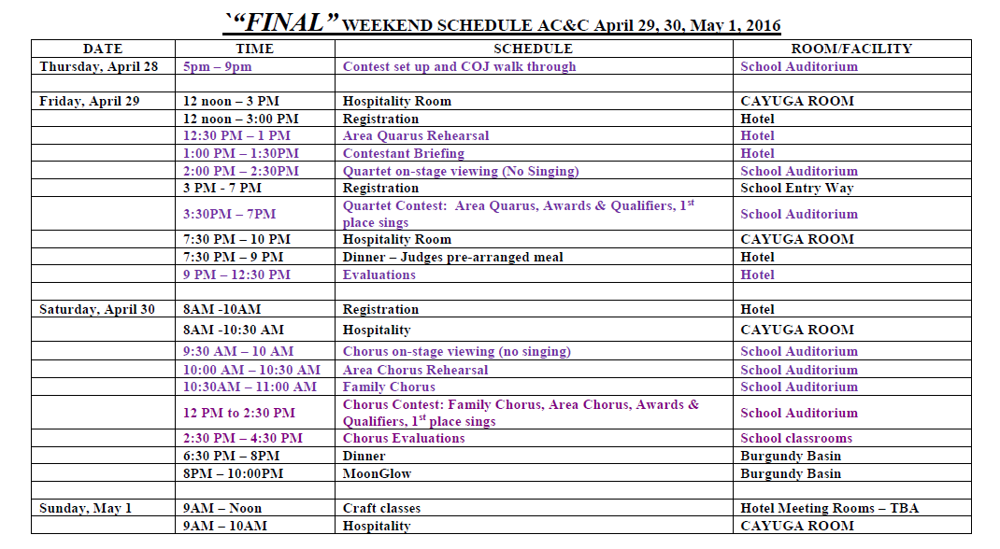 `“FINAL” WEEKEND SCHEDULE AC&C April 29, 30, May 1, 2016
DATE TIME SCHEDULE ROOM/FACILITY
Thursday, April 28 5pm – 9pm Contest set up and COJ walk through School Auditorium
Friday, April 29 12 noon – 3 PM Hospitality Room CAYUGA ROOM
12 noon – 3:00 PM Registration Hotel
12:30 PM – 1 PM Area Quarus Rehearsal Hotel
1:00 PM – 1:30PM Contestant Briefing Hotel
2:00 PM – 2:30PM Quartet on-stage viewing (No Singing) School Auditorium
3 PM - 7 PM Registration School Entry Way
3:30PM – 7PM Quartet Contest: Area Quarus, Awards & Qualifiers, 1st
place sings School Auditorium
7:30 PM – 10 PM Hospitality Room CAYUGA ROOM
7:30 PM – 9 PM Dinner – Judges pre-arranged meal Hotel
9 PM – 12:30 PM Evaluations Hotel
Saturday, April 30 8AM -10AM Registration Hotel
8AM -10:30 AM Hospitality CAYUGA ROOM
9:30 AM – 10 AM Chorus on-stage viewing (no singing) School Auditorium
10:00 AM – 10:30 AM Area Chorus Rehearsal School Auditorium
10:30AM – 11:00 AM Family Chorus School Auditorium
12 PM to 2:30 PM Chorus Contest: Family Chorus, Area Chorus, Awards &
Qualifiers, 1st place sings School Auditorium
2:30 PM – 4:30 PM Chorus Evaluations School classrooms
6:30 PM – 8PM Dinner Burgundy Basin
8PM – 10:00PM MoonGlow Burgundy Basin
Sunday, May 1 9AM – Noon Craft classes Hotel Meeting Rooms – TBA
9AM – 10AM Hospitality CAYUGA ROOM